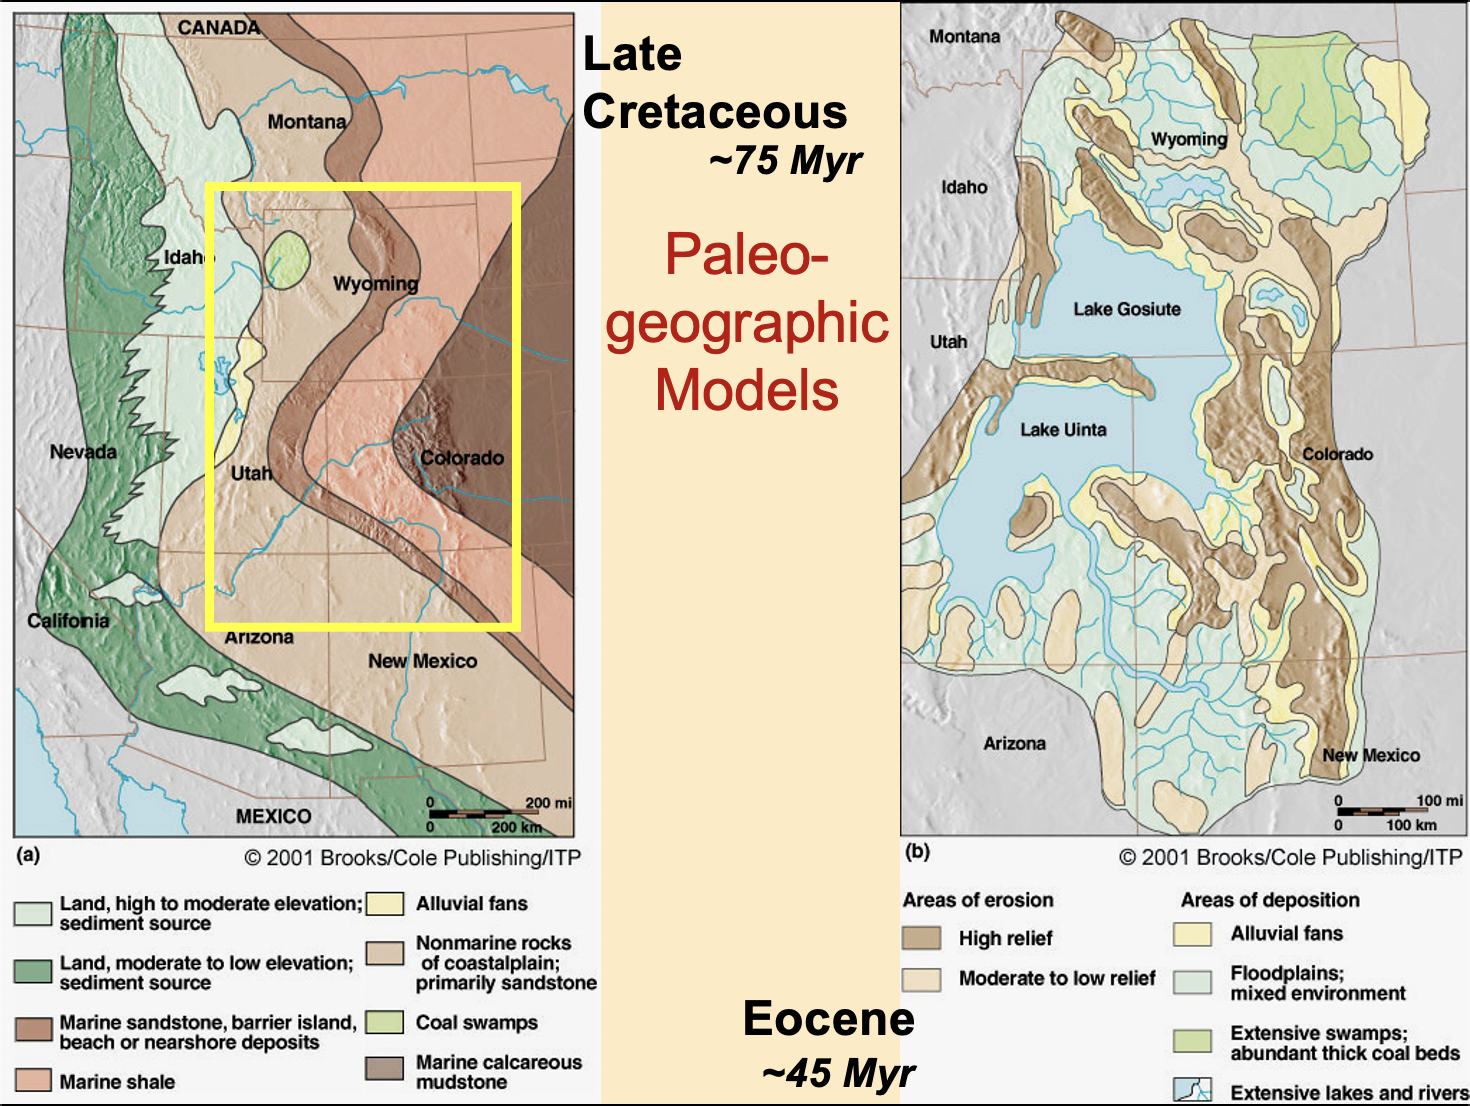 CANADA
Montana
Idaho
Wyoming
Nevada
Utah
Colorado
California
Arizona
New Mexico
MEXICO
0 200 mi
0 200 km
(a)
© 2001 Brooks/Cole Publishing/ITP
Land, high to moderate elevation;
sediment source
Land, moderate to low elevation;
sediment source
Marine sandstone, barrier island,
beach or nearshore deposits
Marine shale
Alluvial fans
Nonmarine rocks
of coastalplain;
primarily sandstone
Coal swamps
Marine calcareous
mudstone
Late
Cretaceous
~75 Myr
Paleo-
geographic
Models
Eocene
~45 Myr
Montana
Wyoming
Idaho
Lake Gosiute
Utah
Lake Uinta
Colorado
Arizona
New Mexico
0 100 mi
0 100 km
(b)
© 2001 Brooks/Cole Publishing/ITP
Areas of erosion
High relief
Moderate to low relief
Areas of deposition
Alluvial fans
Floodplains;
mixed environment
Extensive swamps;
abundant thick coal beds
Extensive lakes and rivers